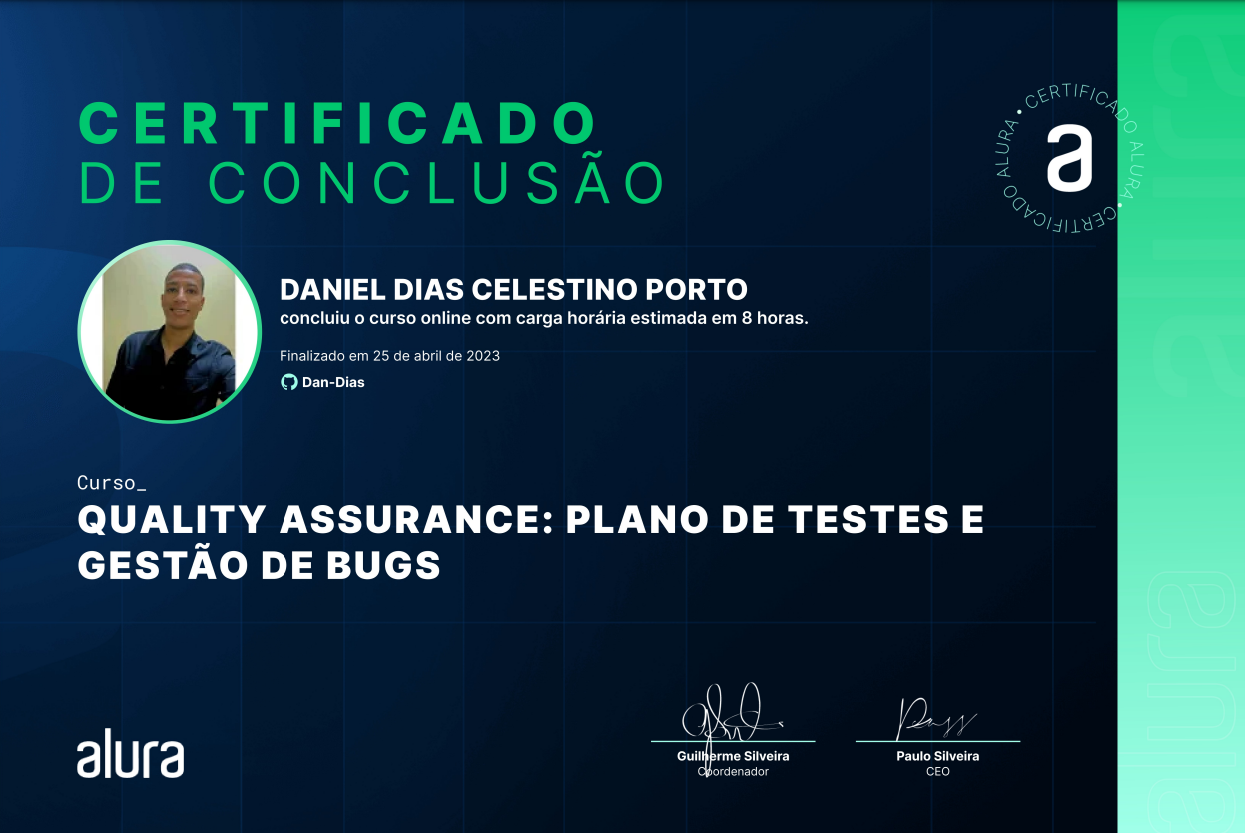 CERTIFICADO
DE CONCLUSÃO
CERTIFICADO ALURA • CERTIFICADO ALURA •
a
DANIEL DIAS CELESTINO PORTO
concluiu o curso online com carga horária estimada em 8 horas.
Finalizado em 25 de abril de 2023
Dan-Dias
Curso_
QUALITY ASSURANCE: PLANO DE TESTES E
GESTÃO DE BUGS
alura
Guilherme Silveira
Coordenador
Paulo Silveira
CEO
alura
alura